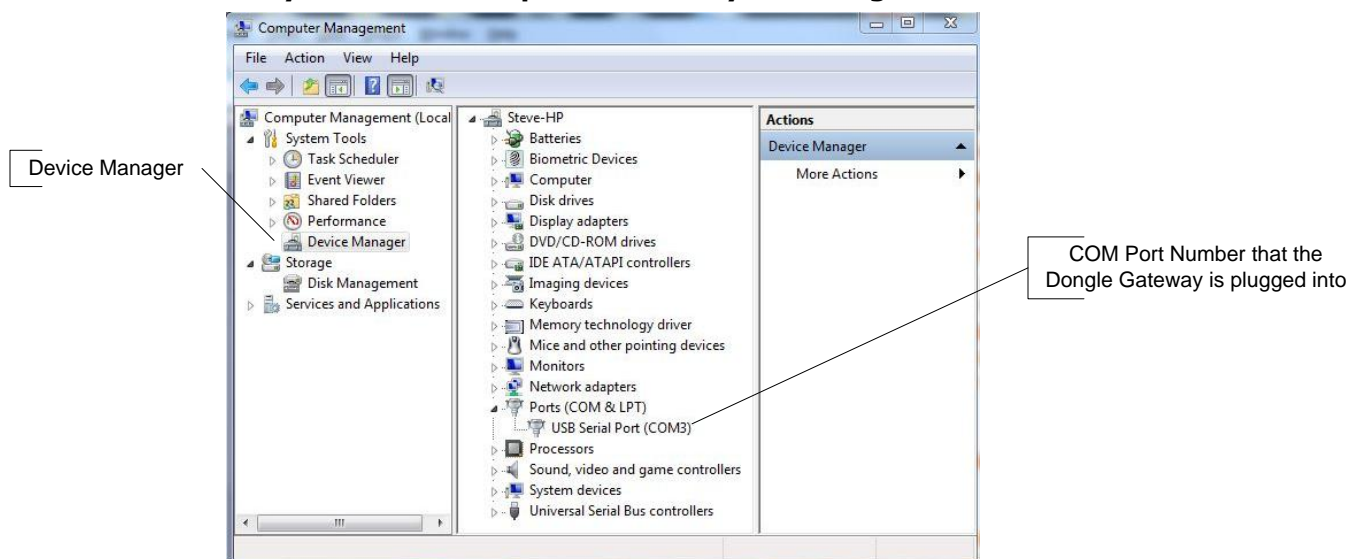 Computer Management
File Action View Help
Computer Management (Local
System Tools
Task Scheduler
Event Viewer
Shared Folders
Performance
Device Manager
Storage
Disk Management
Services and Applications
Steve-HP
Batteries
Biometric Devices
Computer
Disk drives
Display adapters
DVD/CD-ROM drives
IDE ATA/ATAPI controllers
Imaging devices
Keyboards
Memory technology driver
Mice and other pointing devices
Monitors
Network adapters
Ports (COM & LPT)
USB Serial Port (COM3)
Processors
Sound, video and game controllers
System devices
Universal Serial Bus controllers
Actions
Device Manager
More Actions
Device Manager
COM Port Number that the
Dongle Gateway is plugged into